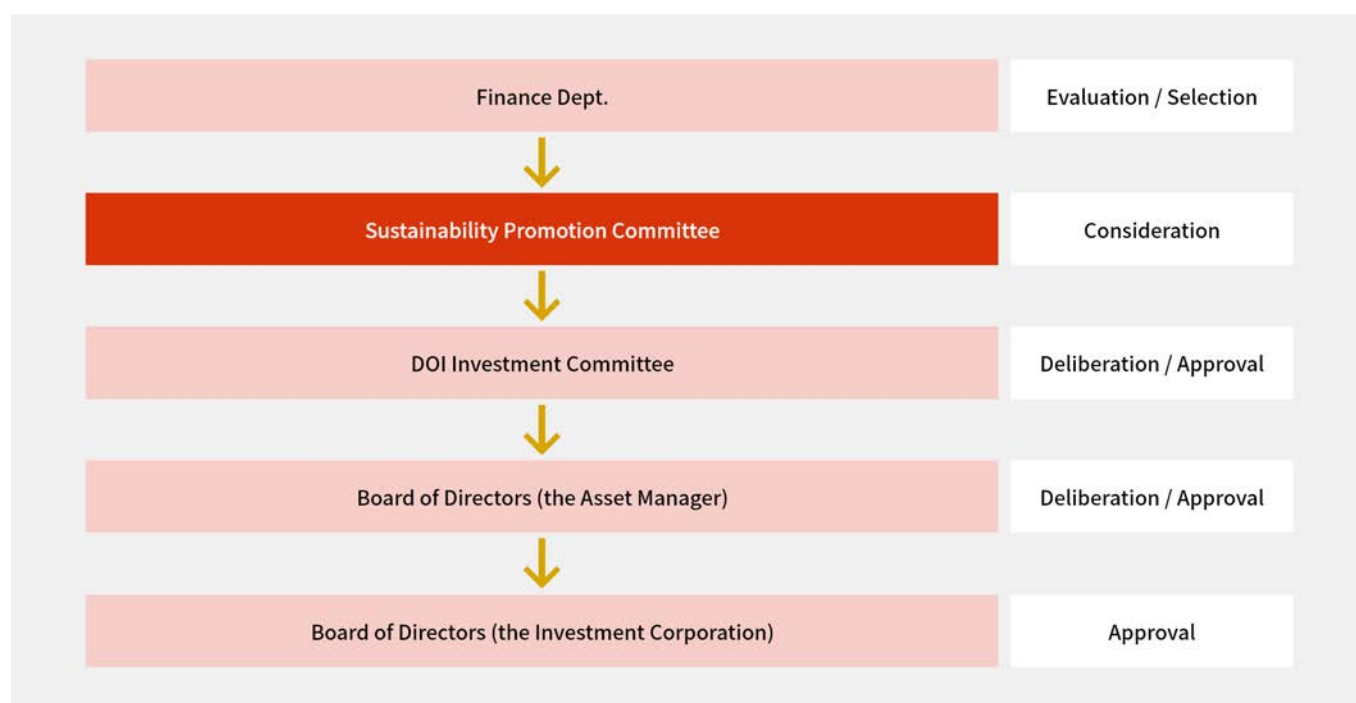 Finance Dept.
Evaluation / Selection
Sustainability Promotion Committee
Consideration
DOI Investment Committee
Deliberation / Approval
Board of Directors (the Asset Manager)
Deliberation / Approval
Board of Directors (the Investment Corporation)
Approval